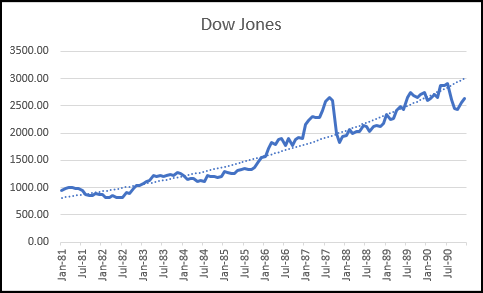 Dow Jones
3500.00
3000.00
2500.00
2000.00
1500.00
1000.00
500.00
0.00
Jan-81
Jul-81
Jan-82
Jul-82
Jan-83
Jul-83
Jan-84
Jul-84
Jan-85
Jul-85
Jan-86
Jul-86
Jan-87
Jul-87
Jan-88
Jul-88
Jan-89
Jul-89
Jan-90
Jul-90